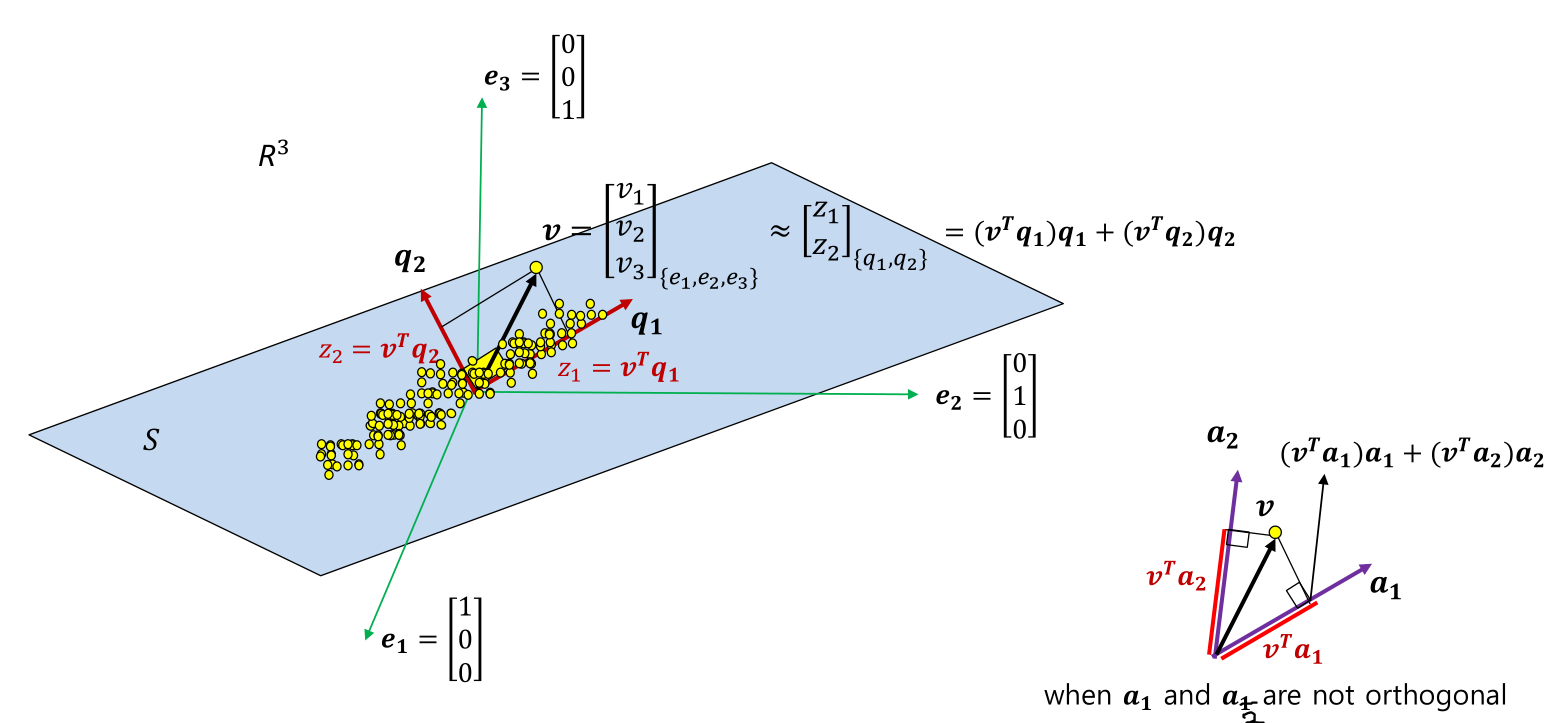 e₃ = [0 0 1]
R³
v = [v₁ v₂ v₃]{e₁,e₂,e₃} ≈ [z₁ z₂]{q₁,q₂} = (vᵀq₁)q₁ + (vᵀq₂)q₂
q₂
q₁
z₂ = vᵀq₂
z₁ = vᵀq₁
e₂ = [0 1 0]
S
e₁ = [1 0 0]
a₂
(vᵀa₁)a₁ + (vᵀa₂)a₂
v
vᵀa₂
a₁
vᵀa₁
when a₁ and a₁ are not orthogonal